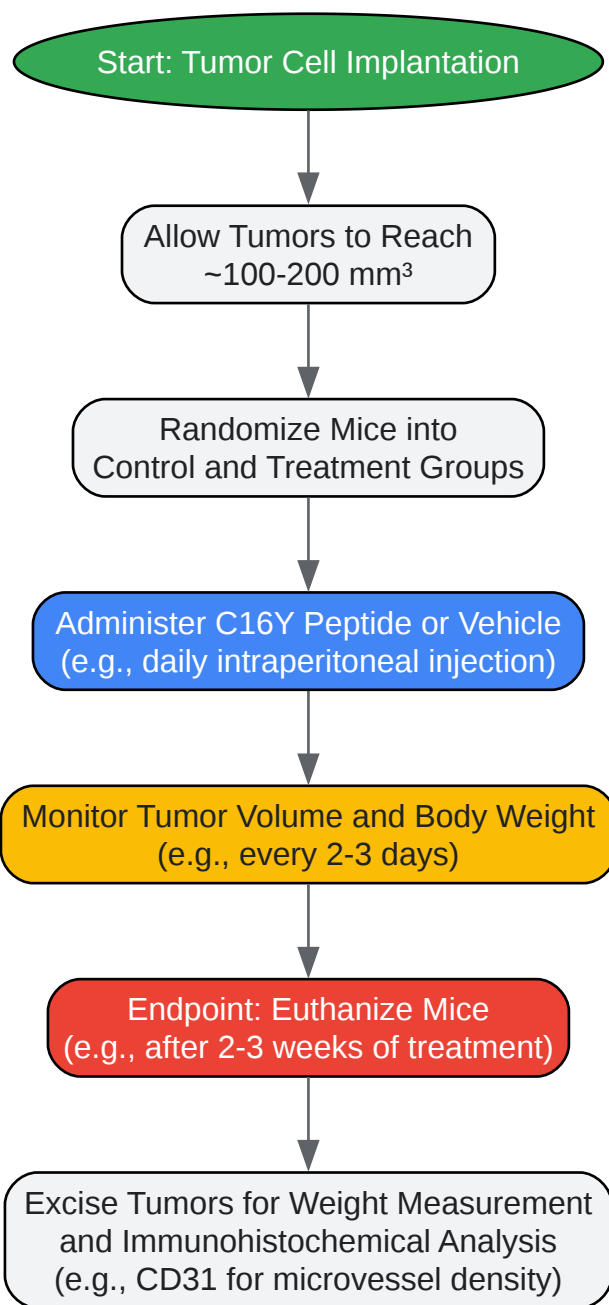 Start: Tumor Cell Implantation
Allow Tumors to Reach
~100-200 mm³
Randomize Mice into
Control and Treatment Groups
Administer C16Y Peptide or Vehicle
(e.g., daily intraperitoneal injection)
Monitor Tumor Volume and Body Weight
(e.g., every 2-3 days)
Endpoint: Euthanize Mice
(e.g., after 2-3 weeks of treatment)
Excise Tumors for Weight Measurement
and Immunohistochemical Analysis
(e.g., CD31 for microvessel density)